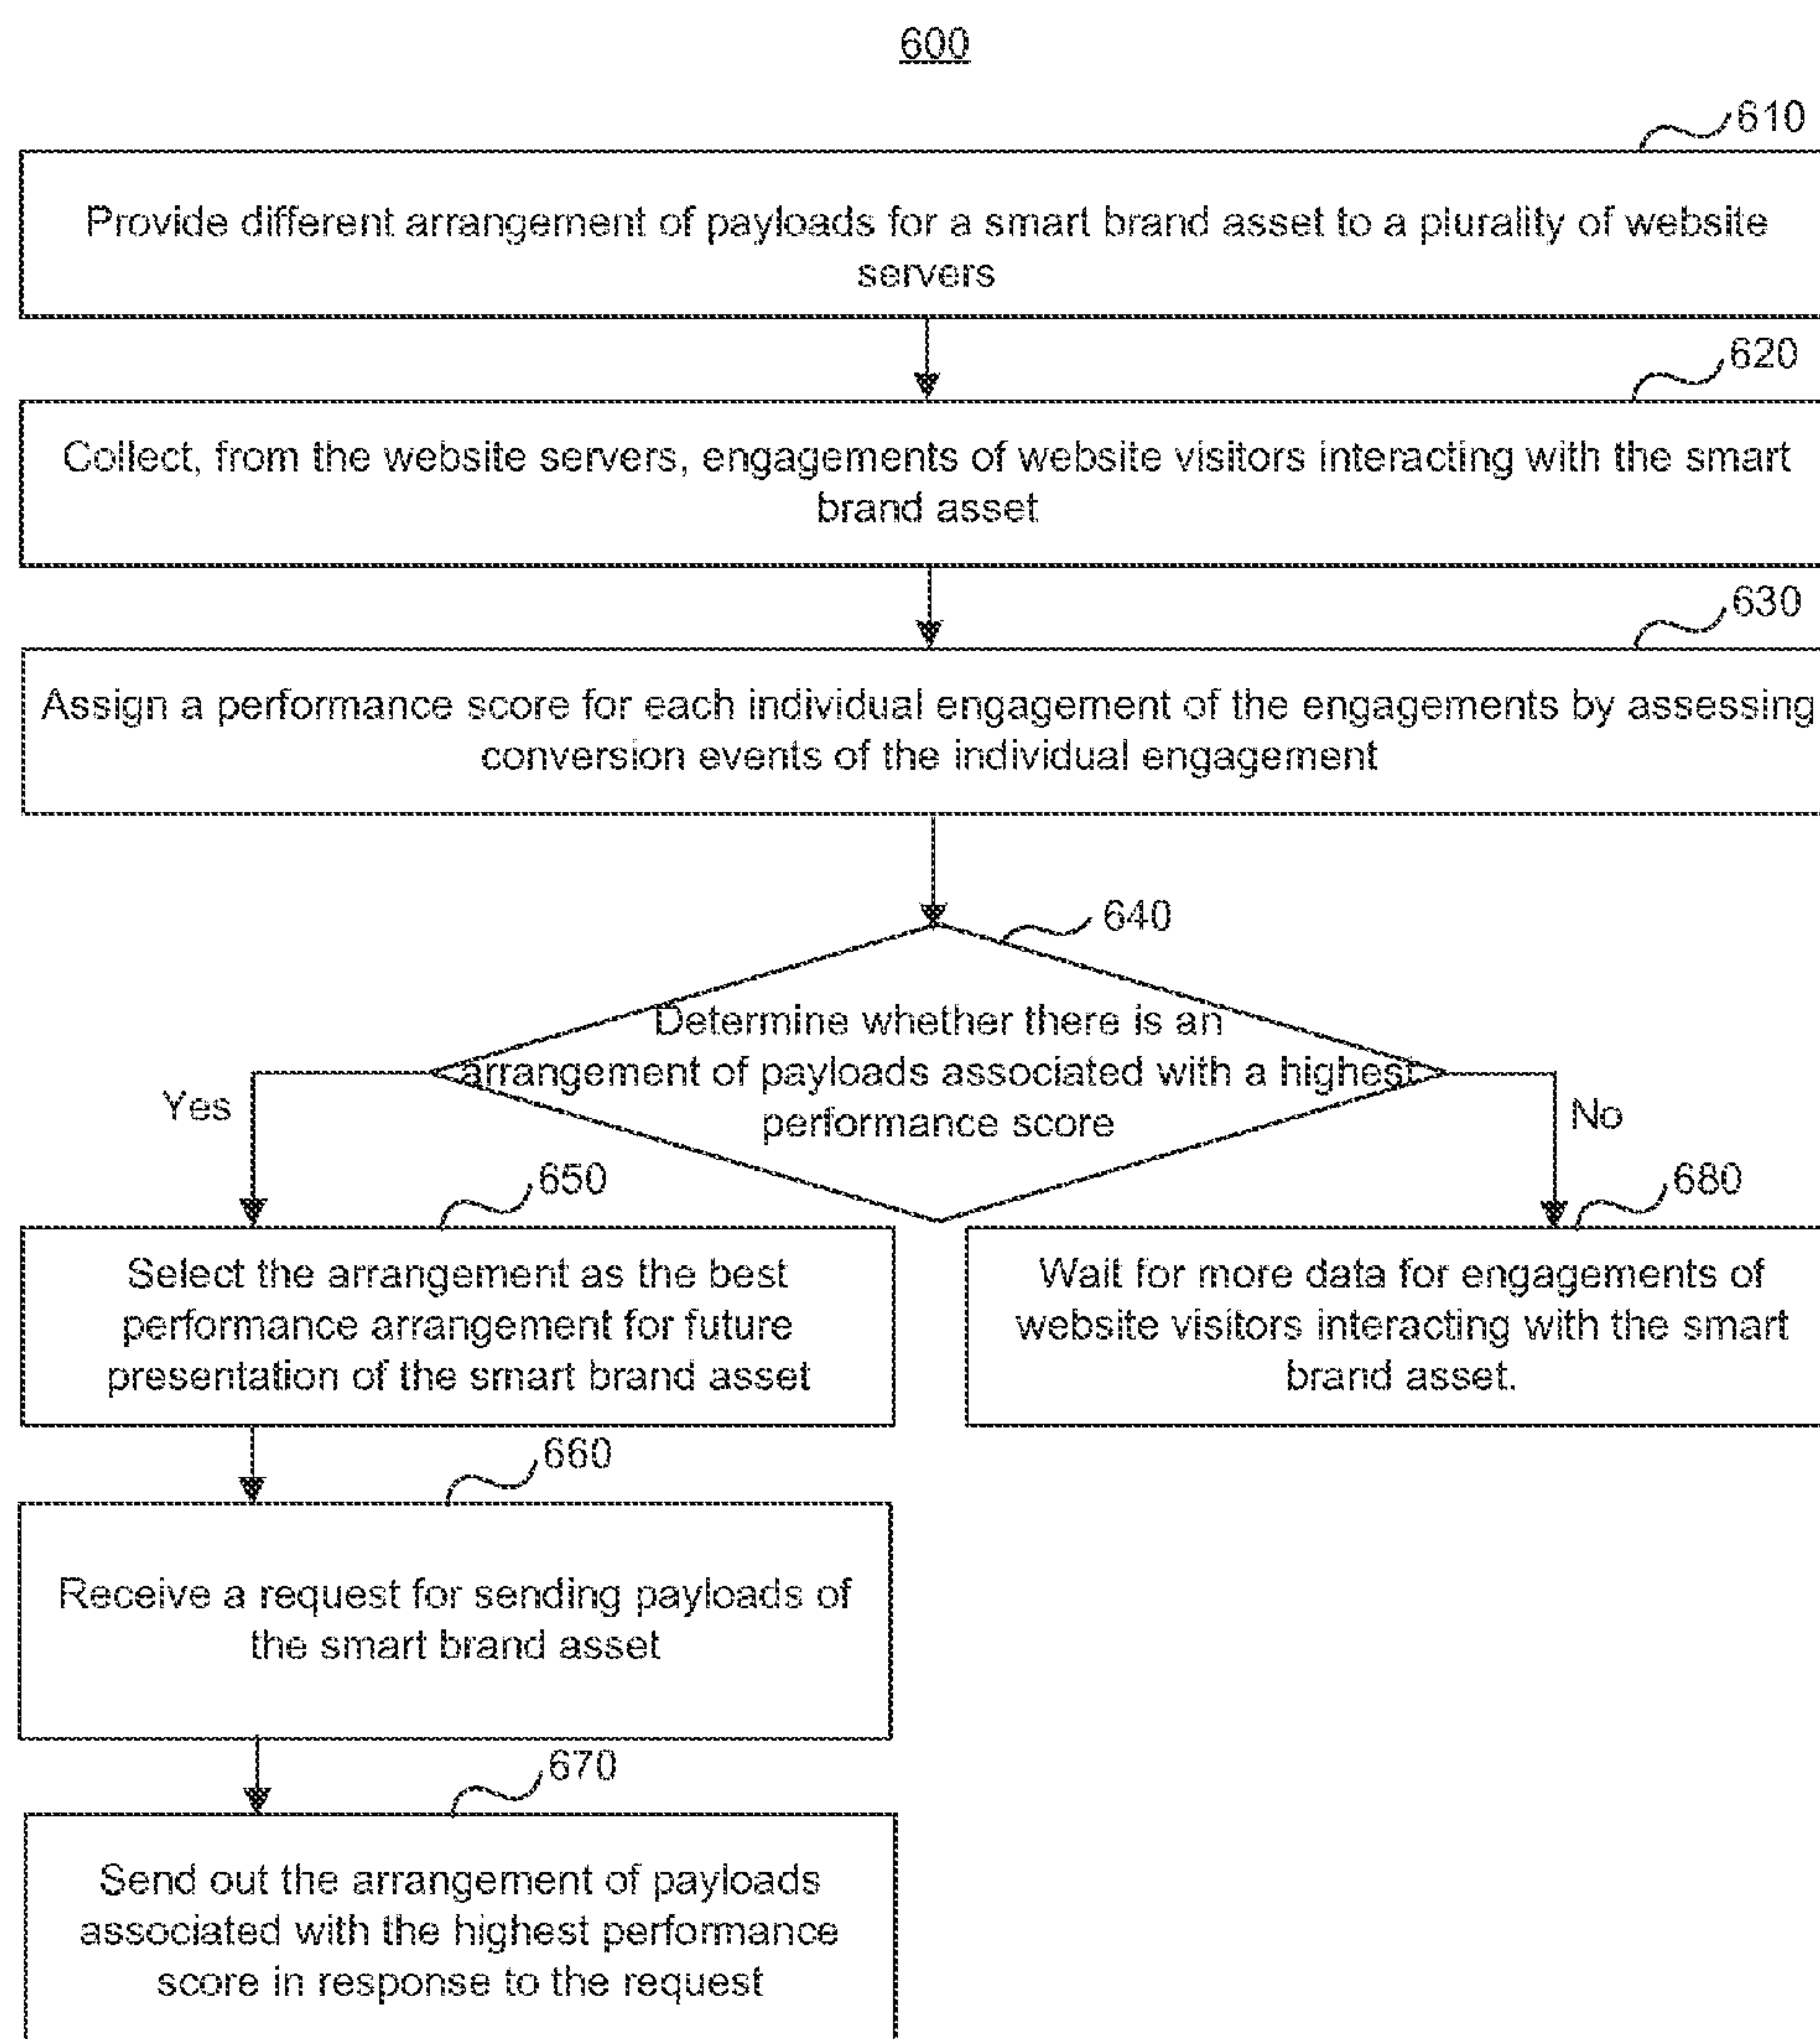 600
610
Provide different arrangement of payloads for a smart brand asset to a plurality of website
servers
620
Collect, from the website servers, engagements of website visitors interacting with the smart
brand asset
630
Assign a performance score for each individual engagement of the engagements by assessing
conversion events of the individual engagement
640
Determine whether there is an
arrangement of payloads associated with a highest
performance score
Yes
No
650
Select the arrangement as the best
performance arrangement for future
presentation of the smart brand asset
680
Wait for more data for engagements of
website visitors interacting with the smart
brand asset.
660
Receive a request for sending payloads of
the smart brand asset
670
Send out the arrangement of payloads
associated with the highest performance
score in response to the request